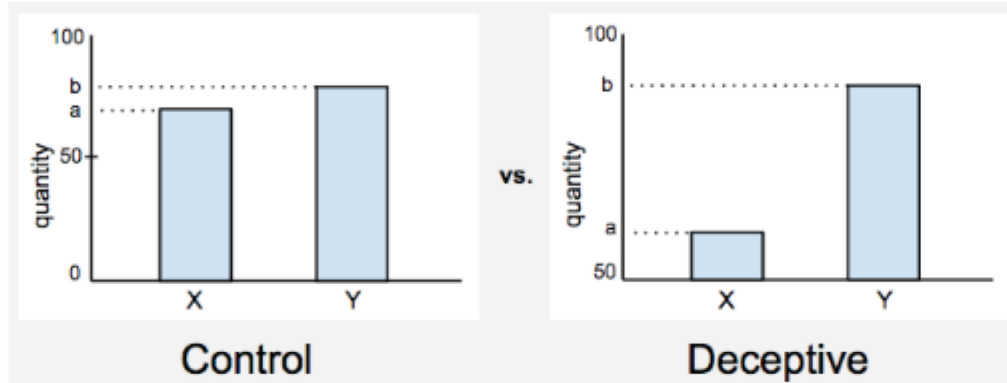 100
b
a
50
quantity
0
X Y
Control
vs.
100
b
quantity
a
50
X Y
Deceptive